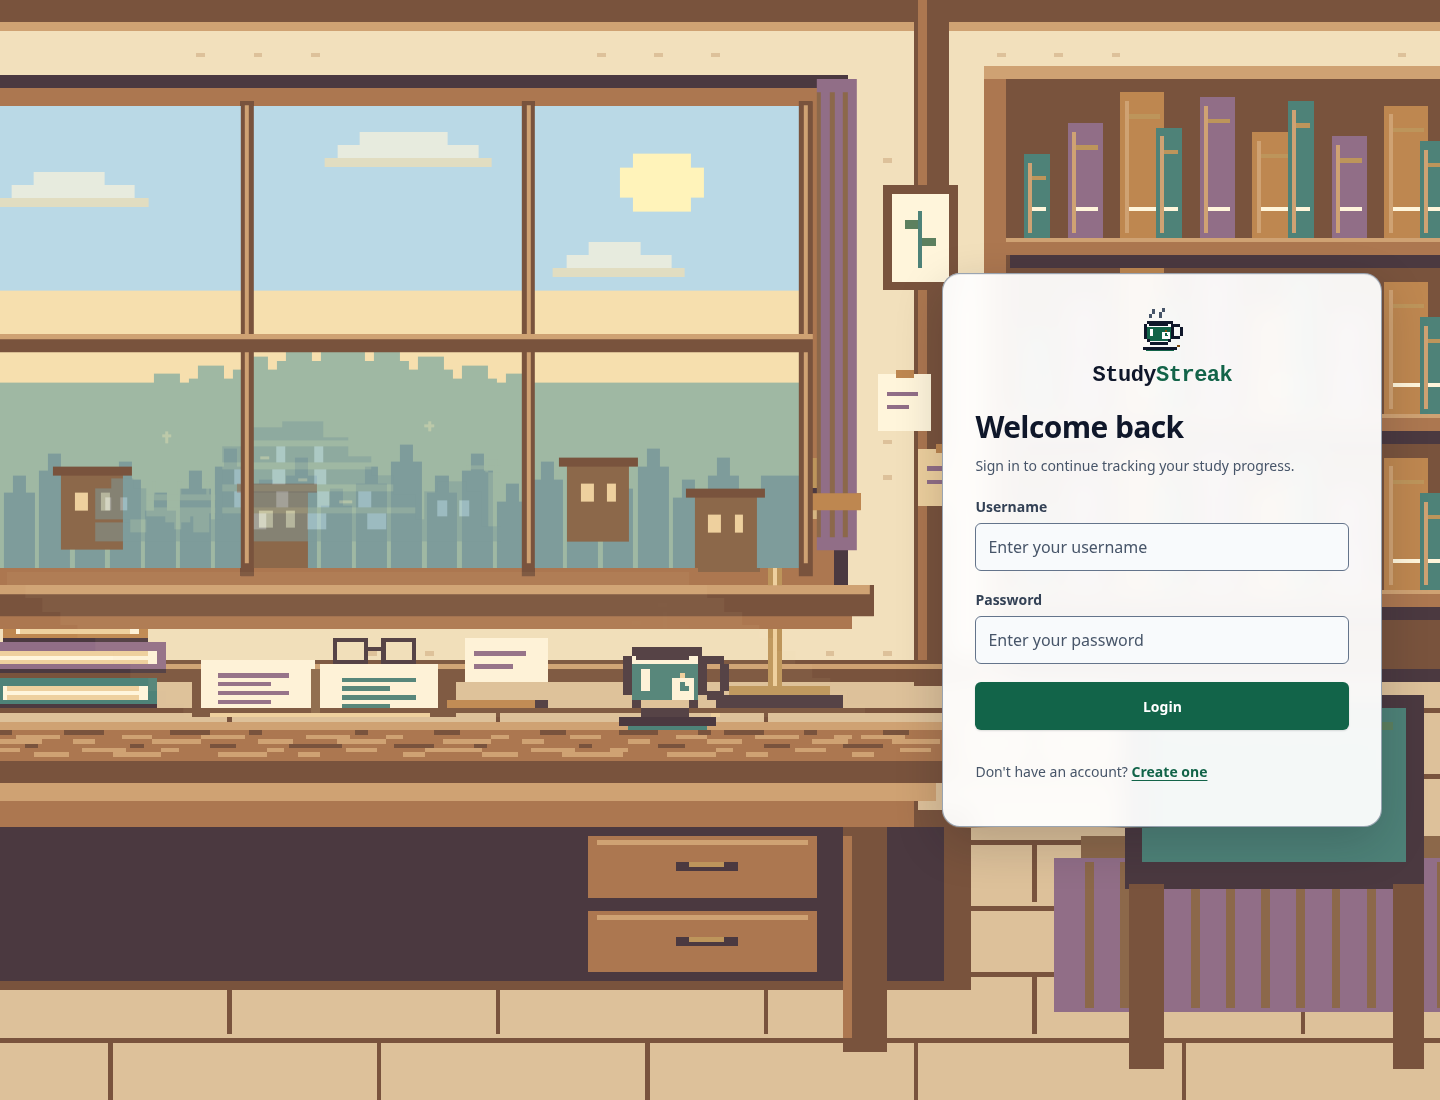 StudyStreak
Welcome back
Sign in to continue tracking your study progress.
Username
Enter your username
Password
Enter your password
Login
Don't have an account? Create one